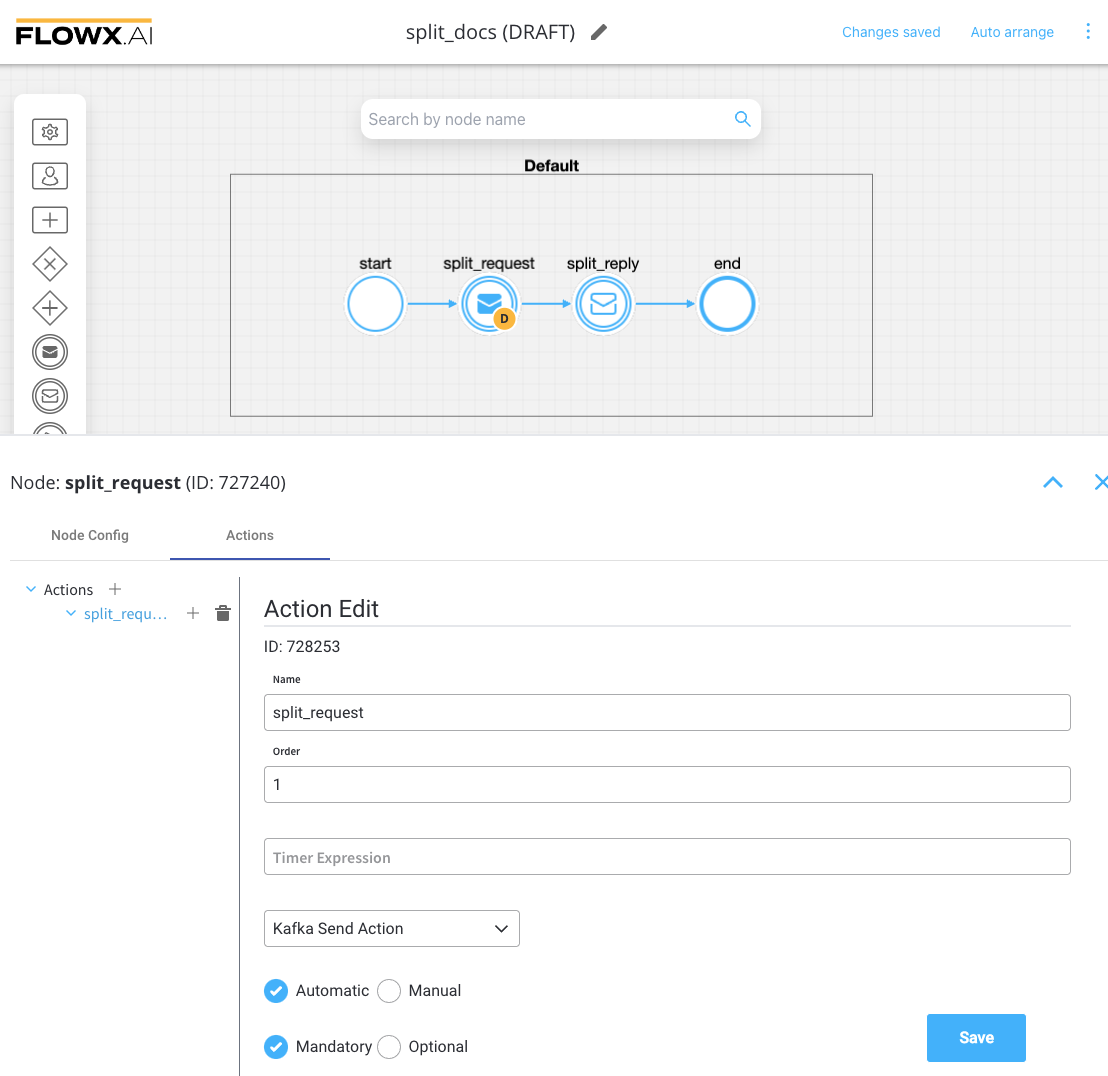 FLOWX.AI
split_docs (DRAFT)
Changes saved
Auto arrange
Search by node name
Default
start
split_request
split_reply
end
D
Node: split_request (ID: 727240)
Node Config
Actions
Actions
split_requ...
Action Edit
ID: 728253
Name
split_request
Order
1
Timer Expression
Kafka Send Action
Automatic
Manual
Mandatory
Optional
Save